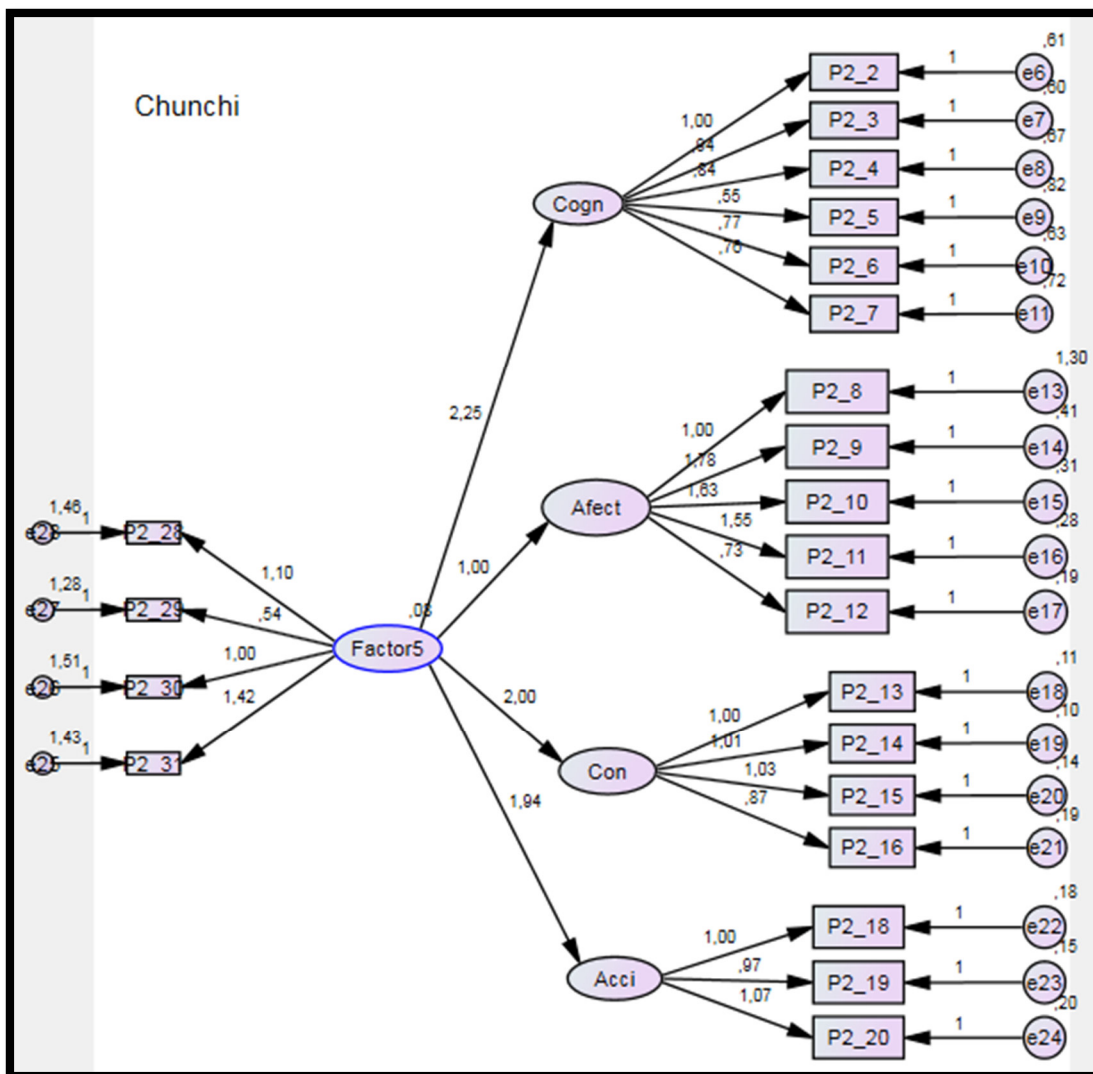 Chunchi
,61
P2_2
1
e6
,60
1,00
P2_3
1
e7
,94
,67
P2_4
1
e8
,84
,82
Cogn
,55
P2_5
1
e9
,77
,63
P2_6
1
e10
,76
,72
P2_7
1
e11
2,25
1,30
P2_8
1
e13
1,00
,41
P2_9
1
e14
1,78
,31
1,63
P2_10
1
e15
Afect
1,55
,28
P2_11
1
e16
,73
,19
P2_12
1
e17
1,46
1
e28
P2_28
1,10
1,00
1,28
1
e27
P2_29
,54
Factor5
1,51
1
P2_30
1,00
1,43
1
e25
P2_31
1,42
2,00
,11
P2_13
1
e18
1,00
,10
1,01
P2_14
1
e19
Con
1,03
,14
P2_15
1
e20
,87
,19
P2_16
1
e21
1,94
,18
P2_18
1
e22
1,00
,15
Acci
,97
P2_19
1
e23
1,07
,20
P2_20
1
e24